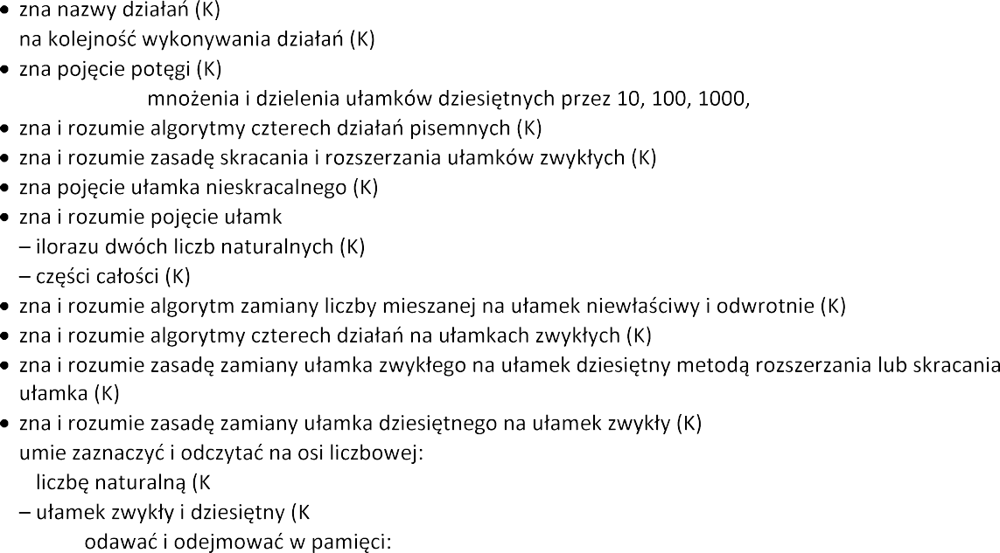 • zna nazwy działań (K)
na kolejność wykonywania działań (K)
• zna pojęcie potęgi (K)
mnożenia i dzielenia ułamków dziesiętnych przez 10, 100, 1000,
• zna i rozumie algorytmy czterech działań pisemnych (K)
• zna i rozumie zasadę skracania i rozszerzania ułamków zwykłych (K)
• zna pojęcie ułamka nieskracalnego (K)
• zna i rozumie pojęcie ułamk
– ilorazu dwóch liczb naturalnych (K)
– części całości (K)
• zna i rozumie algorytm zamiany liczby mieszanej na ułamek niewłaściwy i odwrotnie (K)
• zna i rozumie algorytmy czterech działań na ułamkach zwykłych (K)
• zna i rozumie zasadę zamiany ułamka zwykłego na ułamek dziesiętny metodą rozszerzania lub skracania
ułamka (K)
• zna i rozumie zasadę zamiany ułamka dziesiętnego na ułamek zwykły (K)
umie zaznaczyć i odczytać na osi liczbowej:
liczbę naturalną (K
– ułamek zwykły i dziesiętny (K
odawać i odejmować w pamięci: